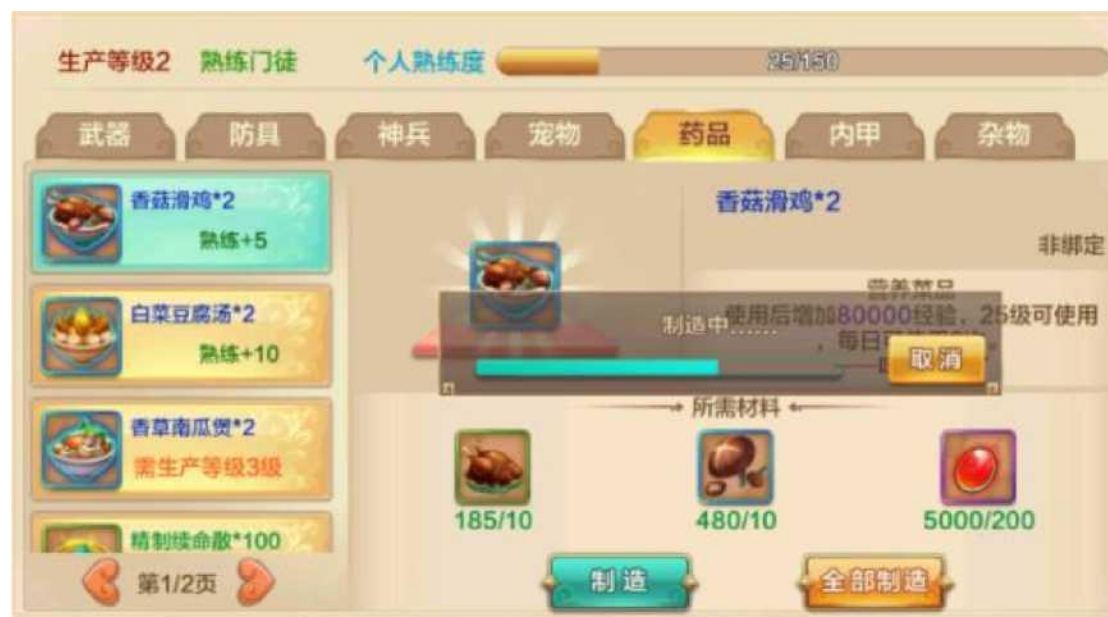 生产等级2 熟练门徒 个人熟练度 25/150
武器 防具 神兵 宠物 药品 内甲 杂物
香菇滑鸡*2
熟练+5
白菜豆腐汤*2
熟练+10
香草南瓜煲*2
需生产等级3级
精制续命散*100
第1/2页
香菇滑鸡*2
非绑定
营养菜品
使用后增加80000经验，25级可使用
，每日
制造中.......
取消
所需材料
185/10 480/10 5000/200
制造 全部制造